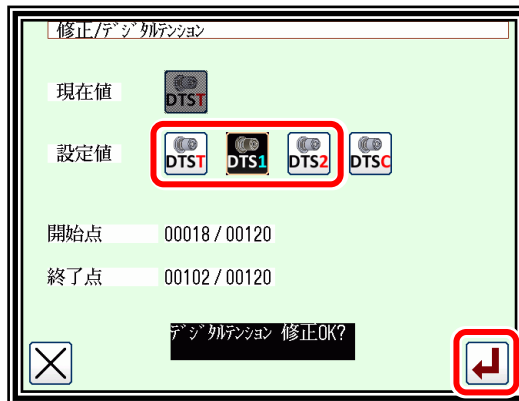 修正/デジタルテンション
現在値 DTST
設定値 DTST DTS1 DTS2 DTSC
開始点 00018 / 00120
終了点 00102 / 00120
デジタルテンション 修正OK?